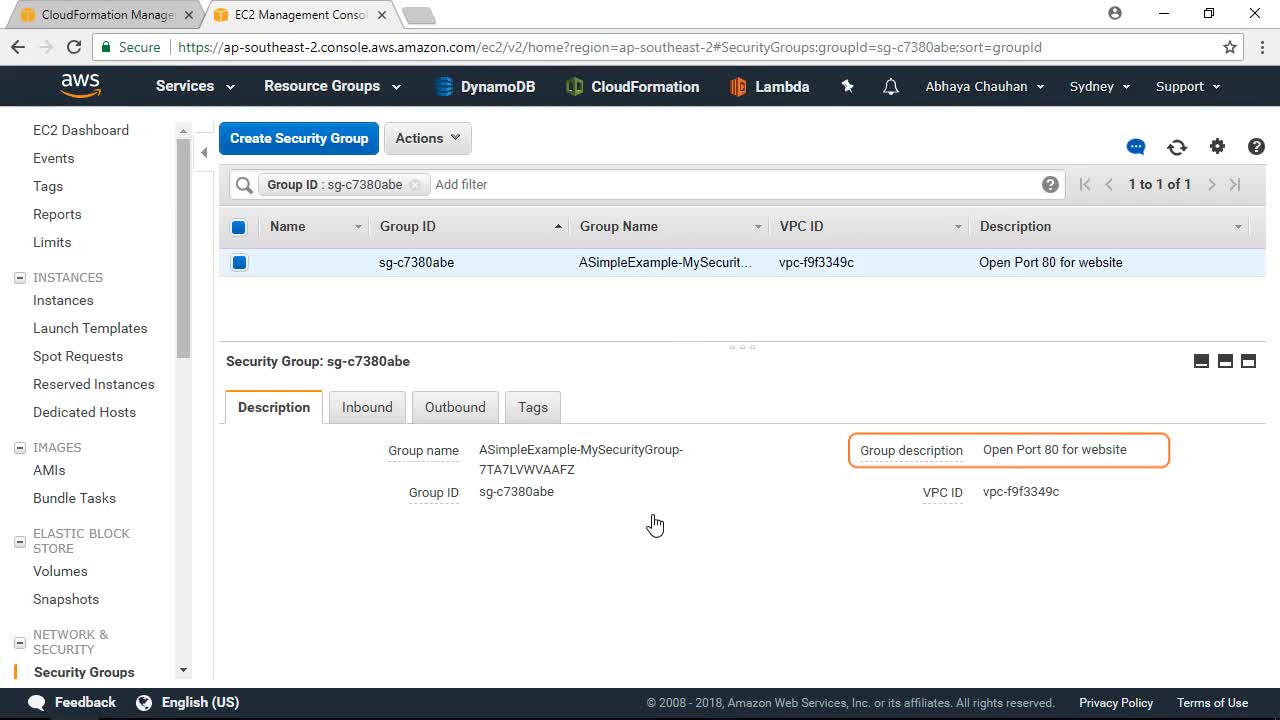 CloudFormation Manage
EC2 Management Conso
Secure
https://ap-southeast-2.console.aws.amazon.com/ec2/v2/home?region=ap-southeast-2#SecurityGroups:groupId=sg-c7380abe;sort=groupId
aws
Services
Resource Groups
DynamoDB
CloudFormation
Lambda
Abhaya Chauhan
Sydney
Support
EC2 Dashboard
Events
Tags
Reports
Limits
INSTANCES
Instances
Launch Templates
Spot Requests
Reserved Instances
Dedicated Hosts
IMAGES
AMIs
Bundle Tasks
ELASTIC BLOCK
STORE
Volumes
Snapshots
NETWORK &
SECURITY
Security Groups
Create Security Group
Actions
Group ID : sg-c7380abe
Add filter
1 to 1 of 1
Name Group ID Group Name VPC ID Description
sg-c7380abe ASimpleExample-MySecurit... vpc-f9f3349c Open Port 80 for website
Security Group: sg-c7380abe
Description Inbound Outbound Tags
Group name ASimpleExample-MySecurityGroup-
7TA7LVWVAAFZ
Group description Open Port 80 for website
Group ID sg-c7380abe
VPC ID vpc-f9f3349c
Feedback
English (US)
© 2008 - 2018, Amazon Web Services, Inc. or its affiliates. All rights reserved.
Privacy Policy
Terms of Use